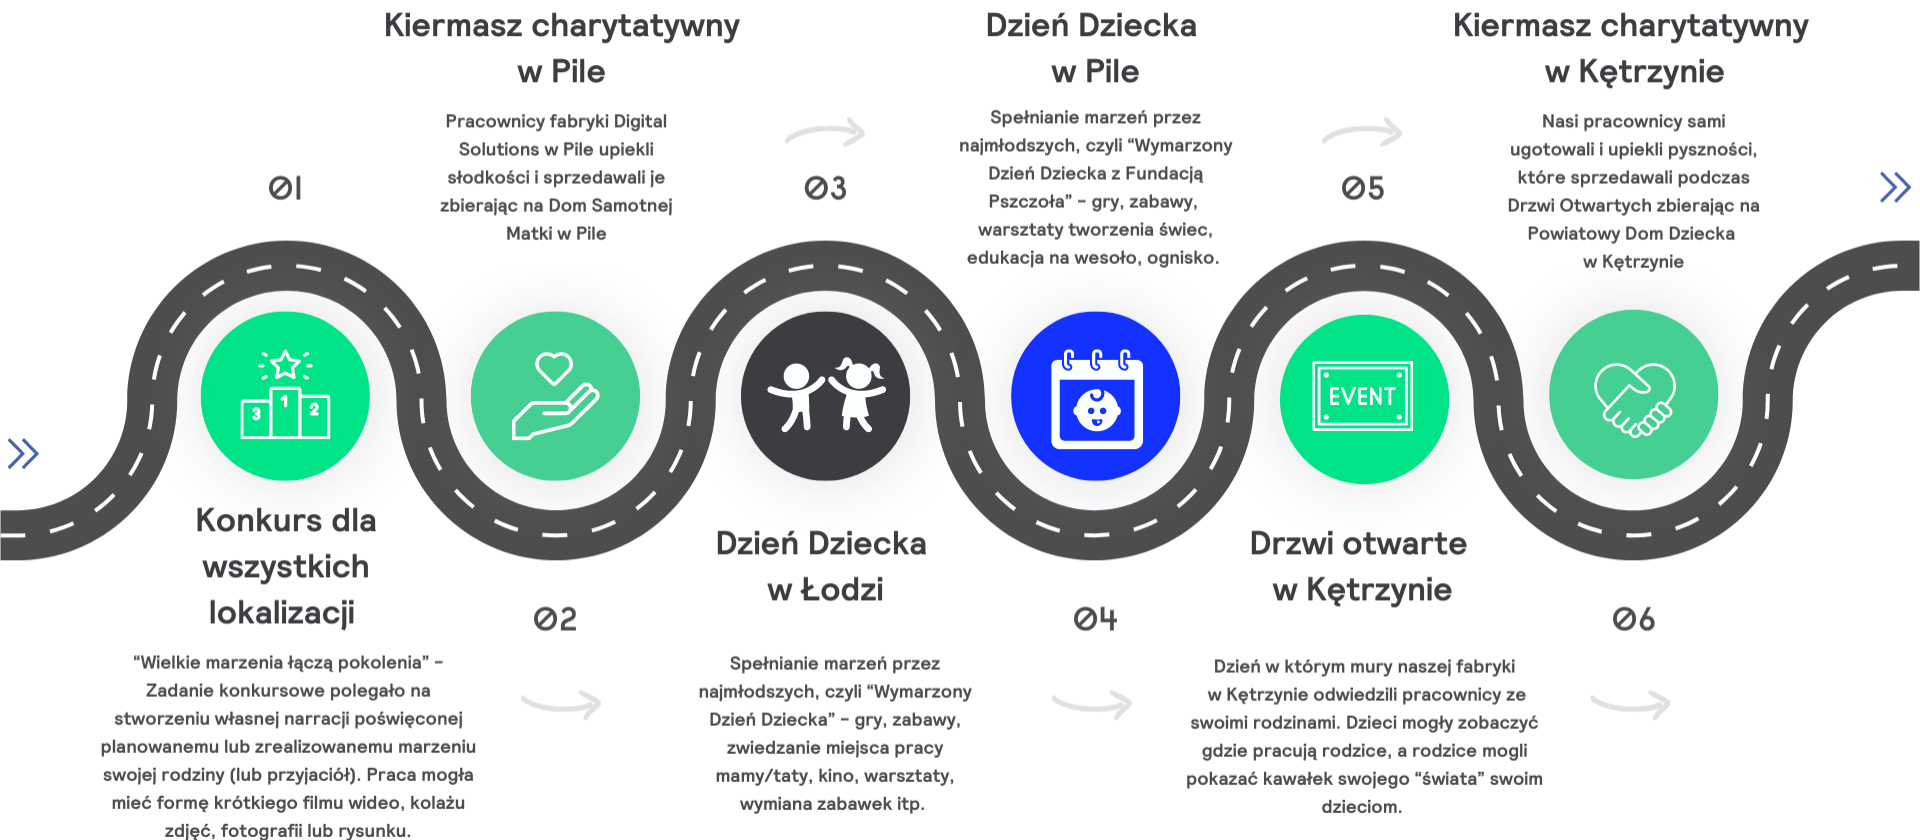 01
3
1
2
Konkurs dla
wszystkich
lokalizacji
“Wielkie marzenia łączą pokolenia” –
Zadanie konkursowe polegało na
stworzeniu własnej narracji poświęconej
planowanemu lub zrealizowanemu marzeniu
swojej rodziny (lub przyjaciół). Praca mogła
mieć formę krótkiego filmu wideo, kolażu
zdjęć, fotografii lub rysunku.
Kiermasz charytatywny
w Pile
Pracownicy fabryki Digital
Solutions w Pile upiekli
słodkości i sprzedawali je
zbierając na Dom Samotnej
Matki w Pile
02
03
Dzień Dziecka
w Łodzi
Spełnianie marzeń przez
najmłodszych, czyli “Wymarzony
Dzień Dziecka” – gry, zabawy,
zwiedzanie miejsca pracy
mamy/taty, kino, warsztaty,
wymiana zabawek itp.
Dzień Dziecka
w Pile
Spełnianie marzeń przez
najmłodszych, czyli “Wymarzony
Dzień Dziecka z Fundacją
Pszczoła” – gry, zabawy,
warsztaty tworzenia świec,
edukacja na wesoło, ognisko.
04
05
EVENT
Drzwi otwarte
w Kętrzynie
Dzień w którym mury naszej fabryki
w Kętrzynie odwiedzili pracownicy ze
swoimi rodzinami. Dzieci mogły zobaczyć
gdzie pracują rodzice, a rodzice mogli
pokazać kawałek swojego “świata” swoim
dzieciom.
Kiermasz charytatywny
w Kętrzynie
Nasi pracownicy sami
ugotowali i upiekli pyszności,
które sprzedawali podczas
Drzwi Otwartych zbierając na
Powiatowy Dom Dziecka
w Kętrzynie
06